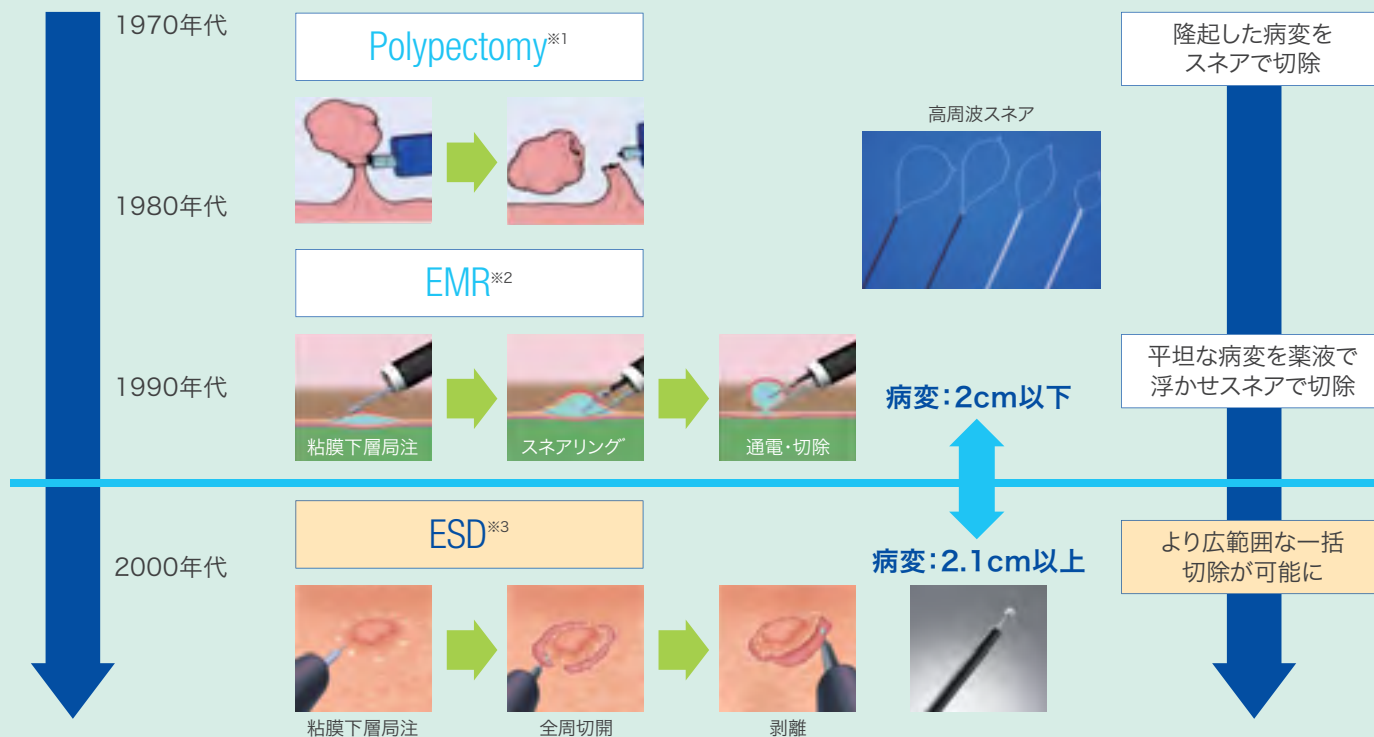 1970年代
Polypectomy※1
隆起した病変を
スネアで切除
高周波スネア
1980年代
EMR※2
1990年代
粘膜下層局注
スネアリング
通電・切除
病変：2cm以下
平坦な病変を薬液で
浮かせスネアで切除
ESD※3
2000年代
病変：2.1cm以上
より広範囲な一括
切除が可能に
粘膜下層局注
全周切開
剥離